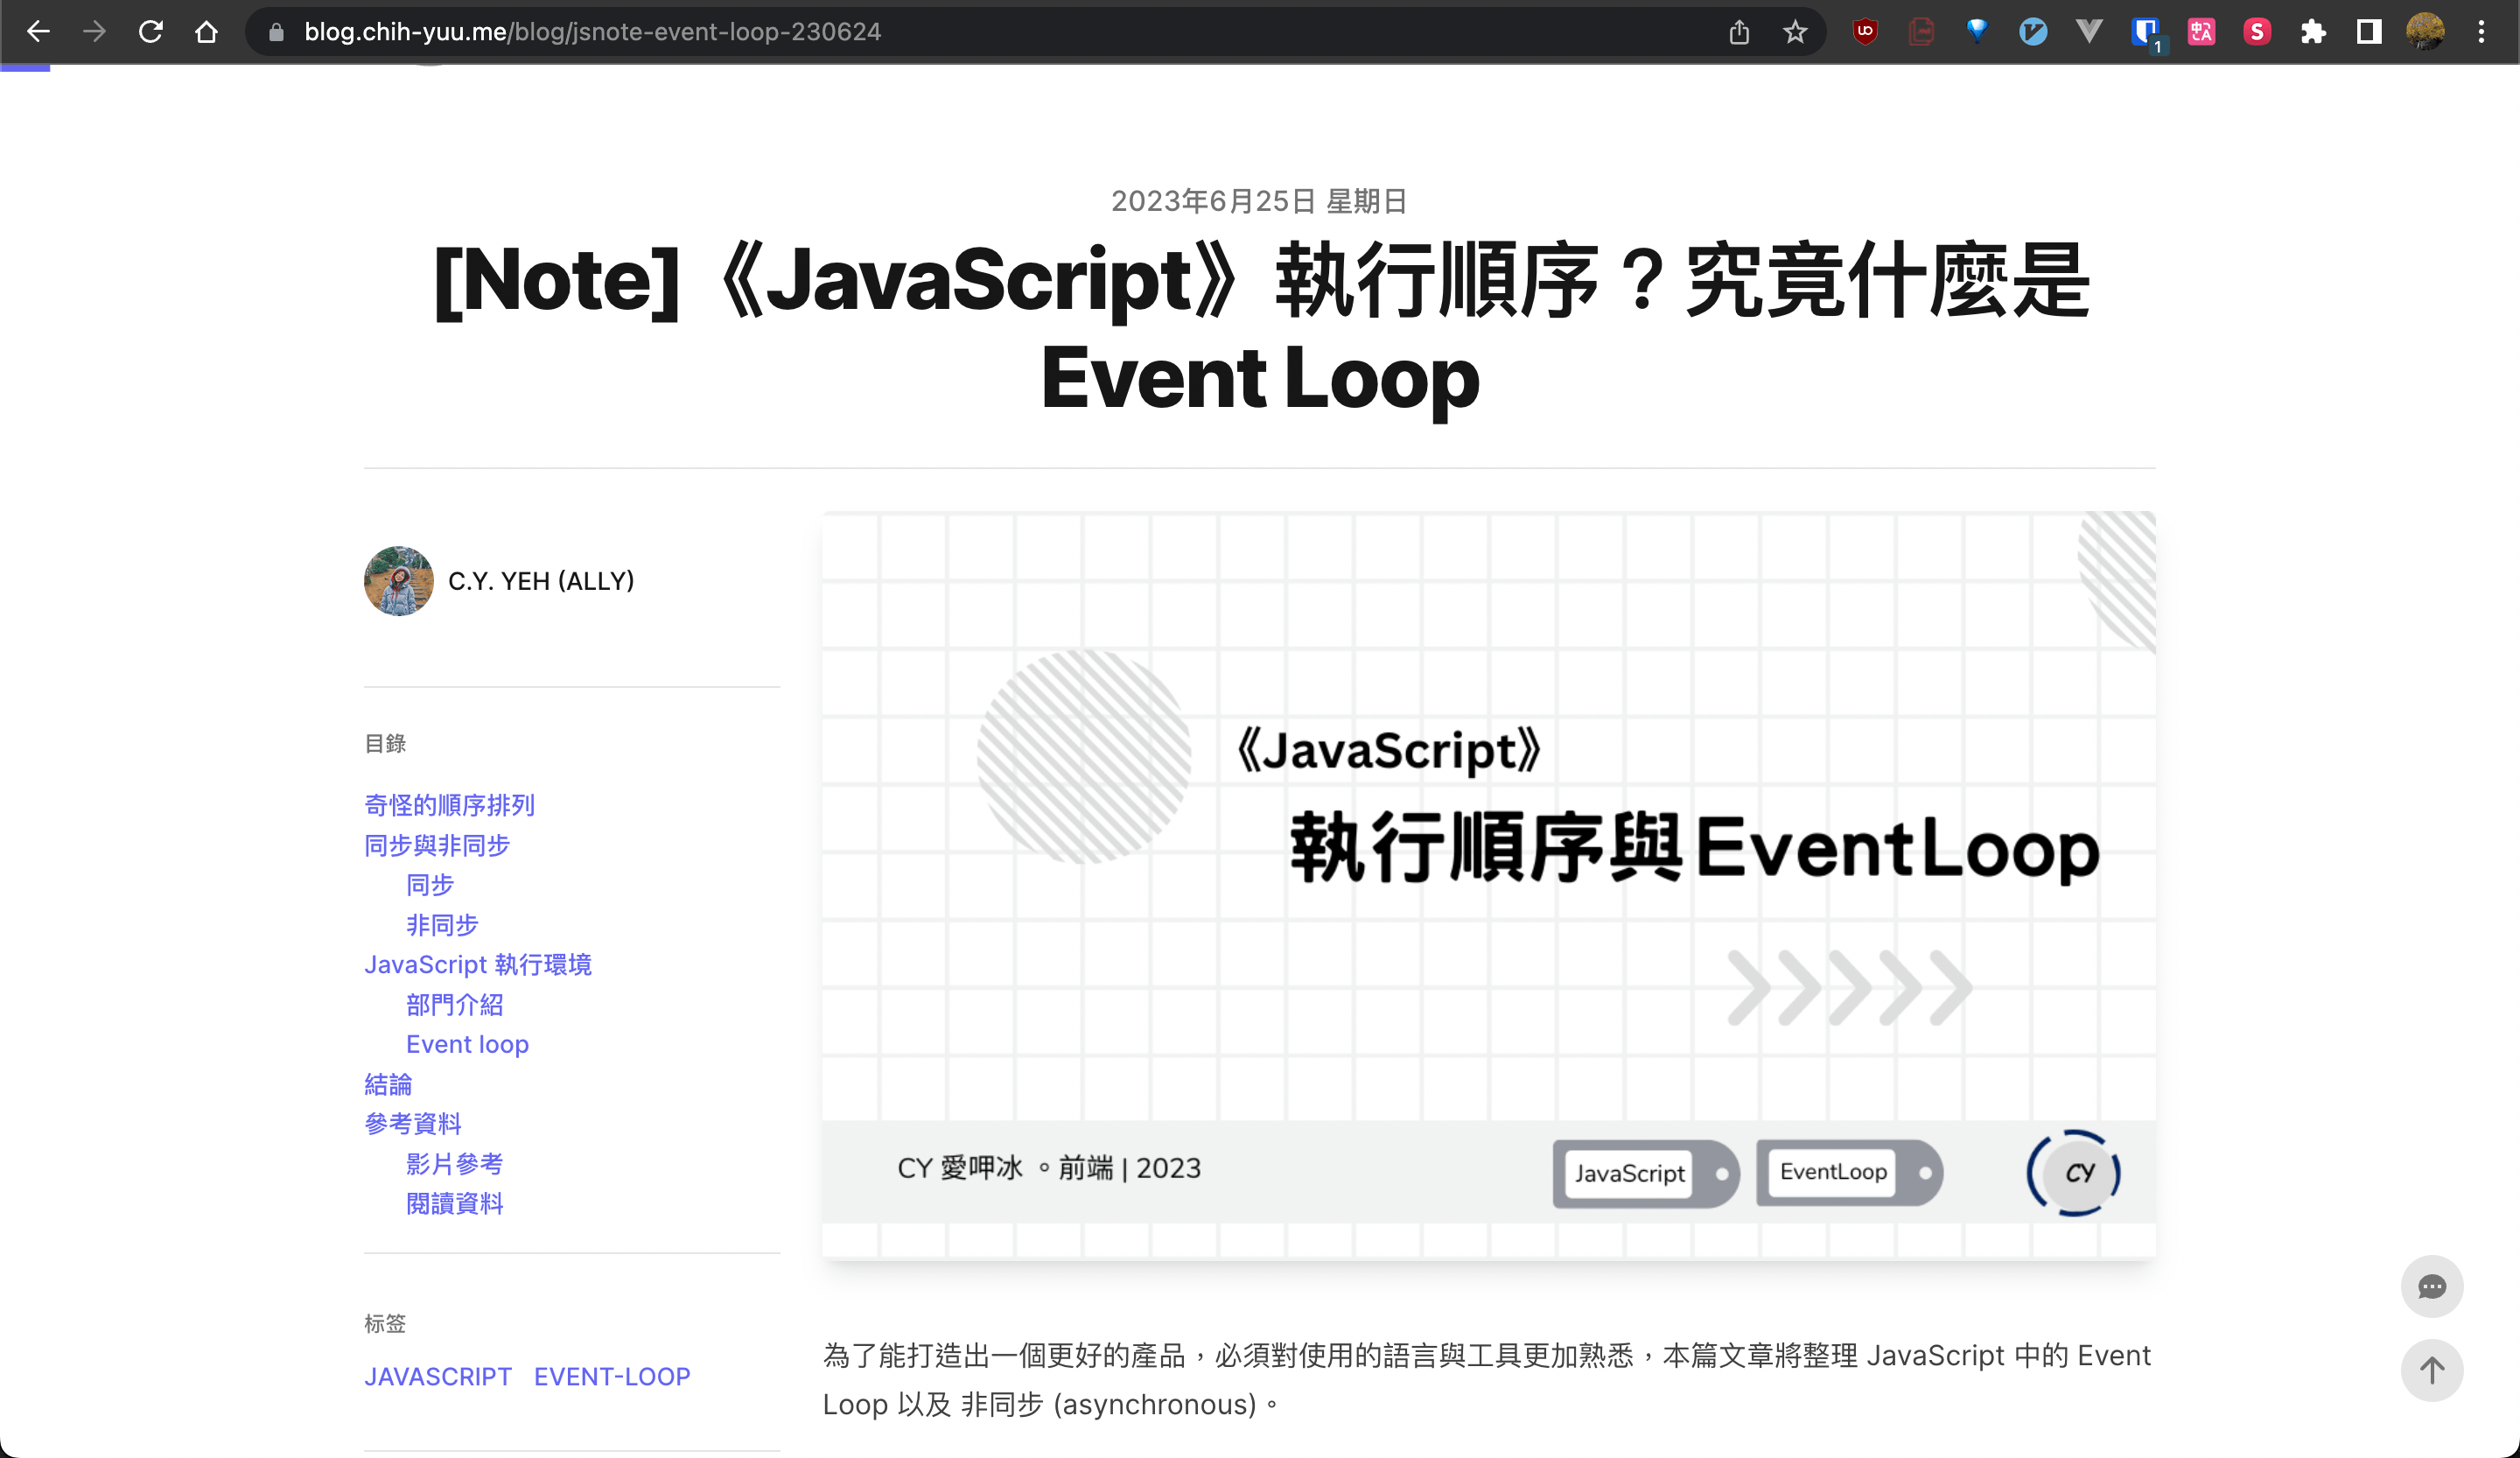 blog.chih-yuu.me/blog/jsnote-event-loop-230624
1
2023年6月25日 星期日
[Note]《JavaScript》執行順序？究竟什麼是
Event Loop
C.Y. YEH (ALLY)
目錄
奇怪的順序排列
同步與非同步
同步
非同步
JavaScript 執行環境
部門介紹
Event loop
結論
參考資料
影片參考
閱讀資料
标签
JAVASCRIPT EVENT-LOOP
《JavaScript》
執行順序與EventLoop
CY 愛呷冰 。前端 | 2023
JavaScript
EventLoop
CY
為了能打造出一個更好的產品，必須對使用的語言與工具更加熟悉，本篇文章將整理 JavaScript 中的 Event
Loop 以及 非同步 (asynchronous)。